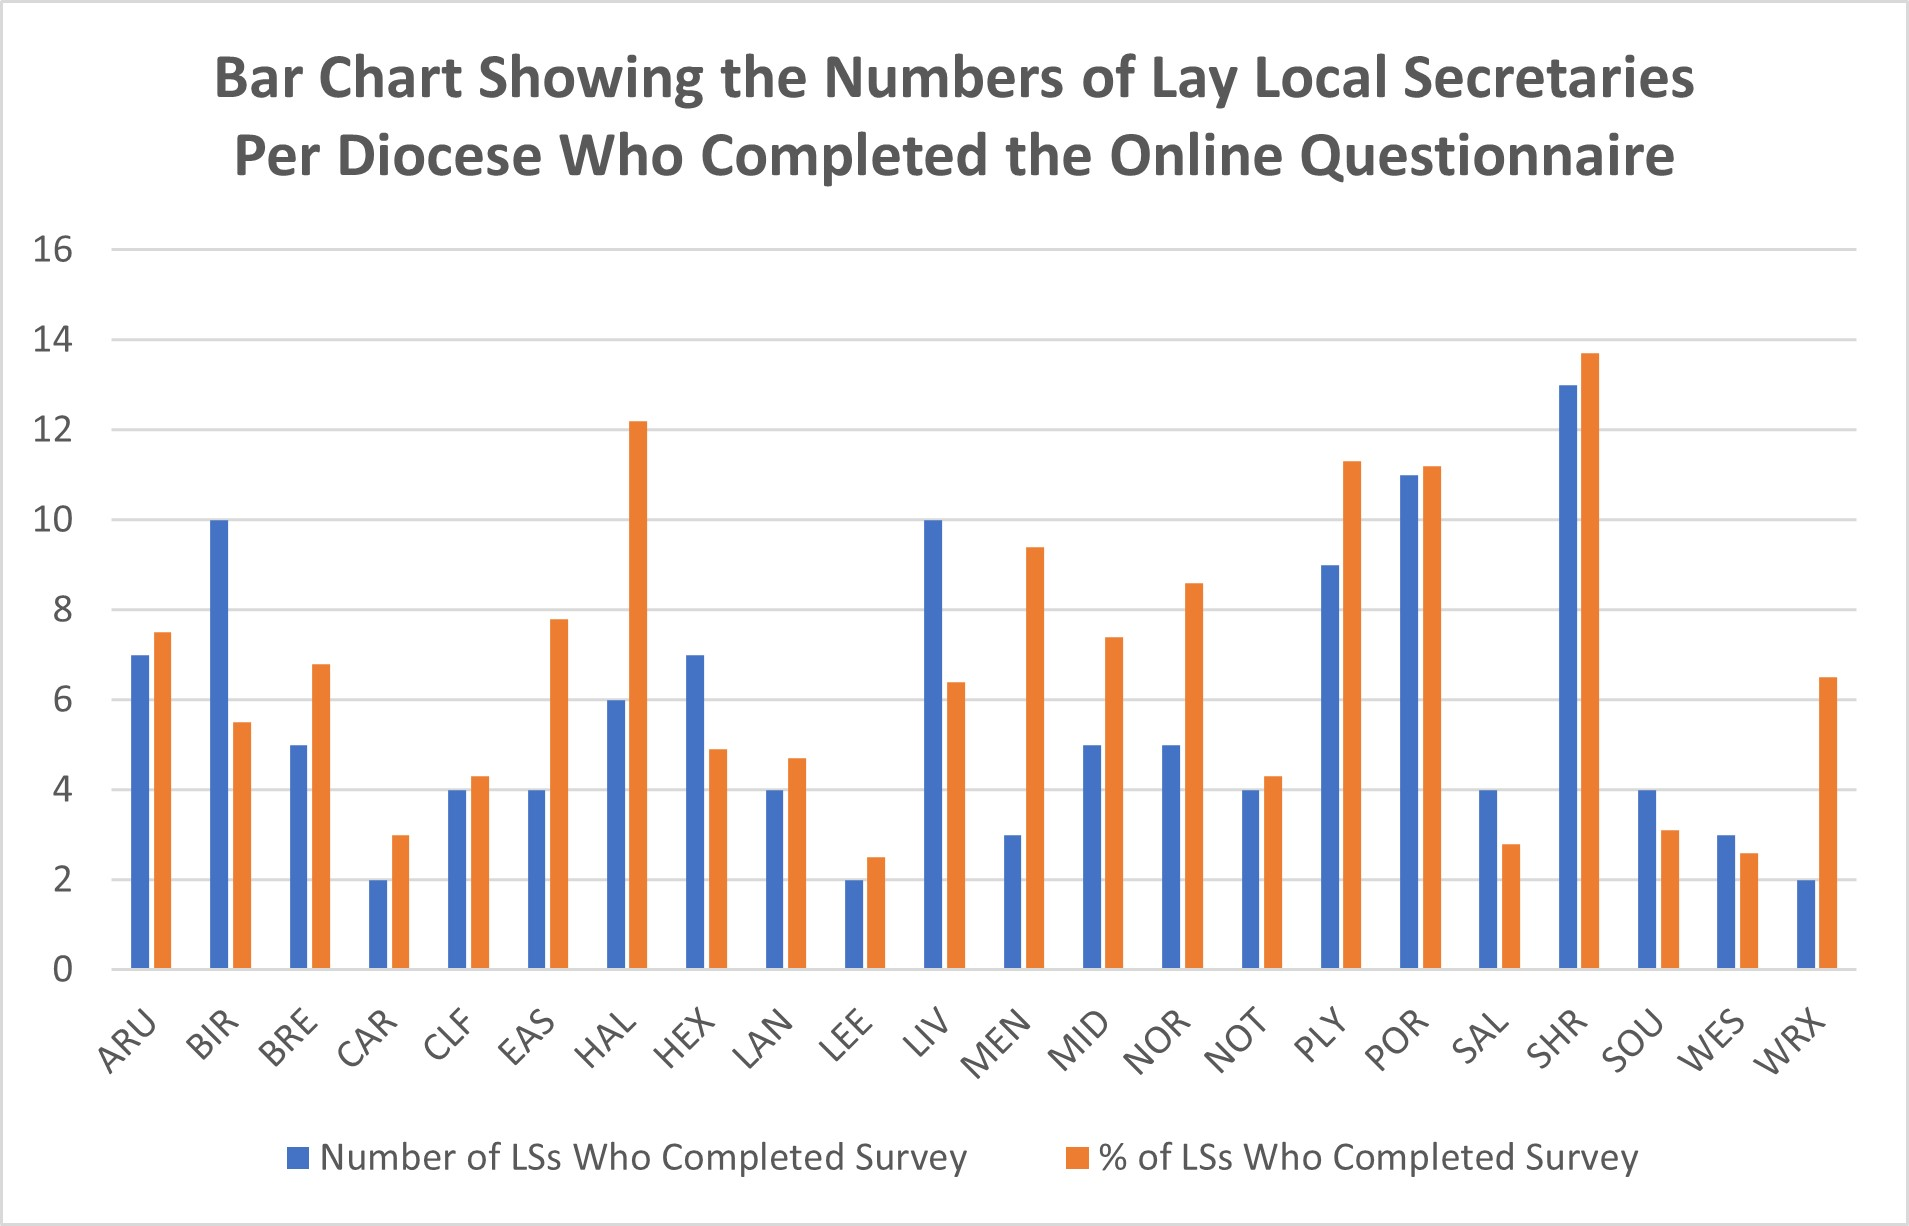 Bar Chart Showing the Numbers of Lay Local Secretaries
Per Diocese Who Completed the Online Questionnaire
16
14
12
10
8
6
4
2
0
ARU BIR BRE CAR CLF EAS HAL HEX LAN LEE LIV MEN MID NOR NOT PLY POR SAL SHR SOU WES WRX
Number of LSs Who Completed Survey % of LSs Who Completed Survey